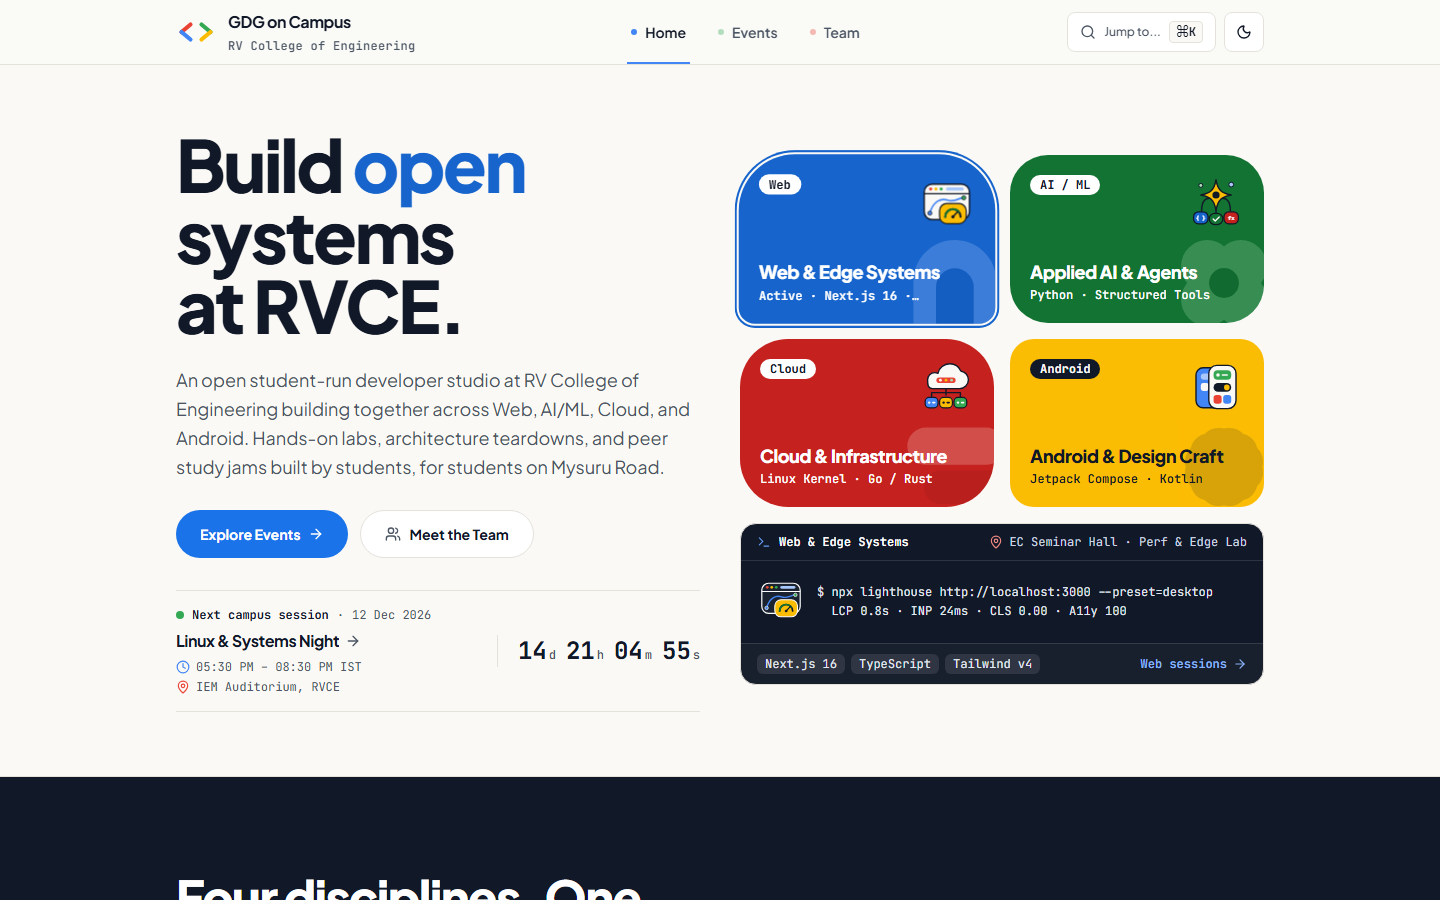 GDG on Campus
RV College of Engineering
Home
Events
Team
Jump to...
⌘K
Build open
systems
at RVCE.
An open student-run developer studio at RV College of
Engineering building together across Web, AI/ML, Cloud, and
Android. Hands-on labs, architecture teardowns, and peer
study jams built by students, for students on Mysuru Road.
Explore Events →
Meet the Team
Next campus session · 12 Dec 2026
Linux & Systems Night →
05:30 PM – 08:30 PM IST
IEM Auditorium, RVCE
14d 21h 04m 55s
Web
Web & Edge Systems
Active · Next.js 16 ·…
AI / ML
Applied AI & Agents
Python · Structured Tools
Cloud
Cloud & Infrastructure
Linux Kernel · Go / Rust
Android
Android & Design Craft
Jetpack Compose · Kotlin
Web & Edge Systems
EC Seminar Hall · Perf & Edge Lab
$ npx lighthouse http://localhost:3000 --preset=desktop
LCP 0.8s · INP 24ms · CLS 0.00 · A11y 100
Next.js 16
TypeScript
Tailwind v4
Web sessions →
Four disciplines. One